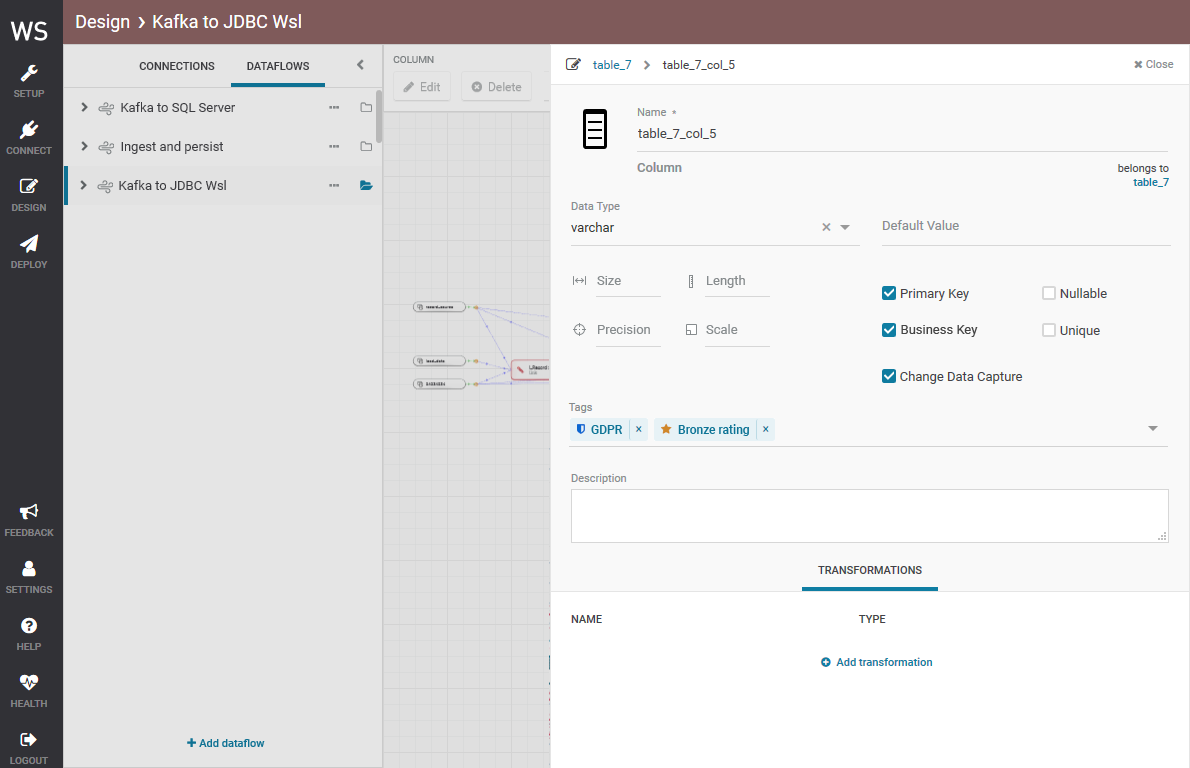 WS
Design › Kafka to JDBC Wsl
SETUP
CONNECT
DESIGN
DEPLOY
FEEDBACK
SETTINGS
HELP
HEALTH
LOGOUT
CONNECTIONS
DATAFLOWS
Kafka to SQL Server
Ingest and persist
Kafka to JDBC Wsl
+ Add dataflow
COLUMN
Edit
Delete
table_7 > table_7_col_5
Close
Name *
table_7_col_5
Column
belongs to
table_7
Data Type
varchar
Default Value
Size
Length
Precision
Scale
Primary Key
Nullable
Business Key
Unique
Change Data Capture
Tags
GDPR ×
Bronze rating ×
Description
TRANSFORMATIONS
NAME
TYPE
Add transformation